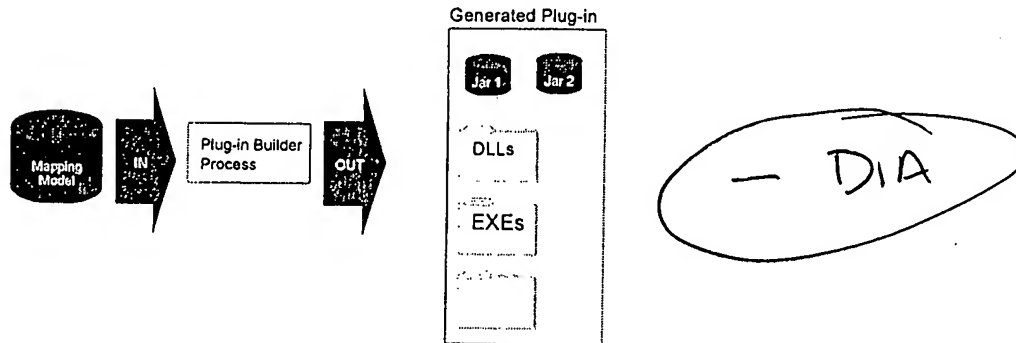 Generated Plug-in
Jar 1
Jar 2
Mapping
Model
IN
Plug-in Builder
Process
OUT
DLLs
EXEs
— DIA